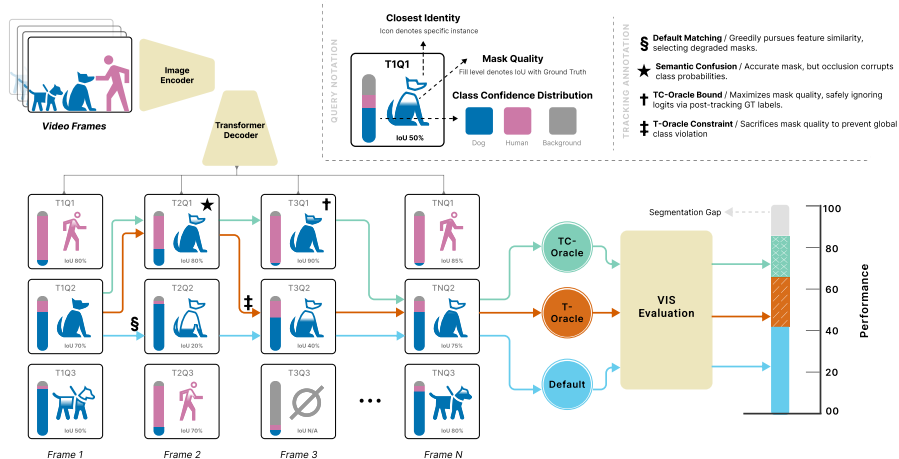 Video Frames
Image
Encoder
Transformer
Decoder
QUERY NOTATION
Closest Identity
Icon denotes specific instance
T1Q1
IoU 50%
Mask Quality
Fill level denotes IoU with Ground Truth
Class Confidence Distribution
Dog
Human
Background
TRACKING ANNOTATION
§ Default Matching / Greedily pursues feature similarity,
selecting degraded masks.
★ Semantic Confusion / Accurate mask, but occlusion corrupts
class probabilities.
† TC-Oracle Bound / Maximizes mask quality, safely ignoring
logits via post-tracking GT labels.
‡ T-Oracle Constraint / Sacrifices mask quality to prevent global
class violation
T1Q1
IoU 80%
T2Q1
★
IoU 80%
T3Q1
†
IoU 90%
TNQ1
IoU 85%
T1Q2
IoU 70%
§
T2Q2
IoU 20%
‡
T3Q2
IoU 40%
TNQ2
IoU 75%
T1Q3
IoU 50%
T2Q3
IoU 70%
T3Q3
IoU N/A
•••
TNQ3
IoU 80%
Frame 1
Frame 2
Frame 3
Frame N
TC-
Oracle
T-
Oracle
Default
VIS
Evaluation
Segmentation Gap
100
80
60
40
20
00
Performance